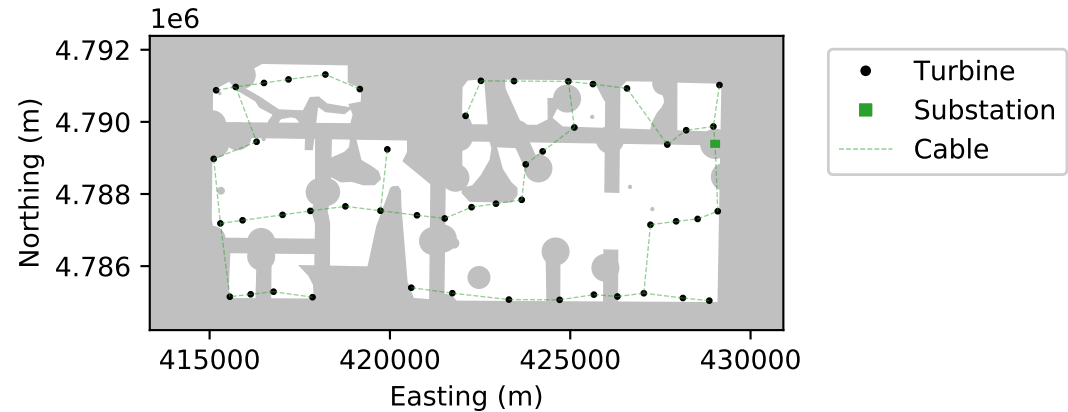 1e6
4.792
4.790
4.788
4.786
Northing (m)
415000 420000 425000 430000
Easting (m)
Turbine
Substation
Cable